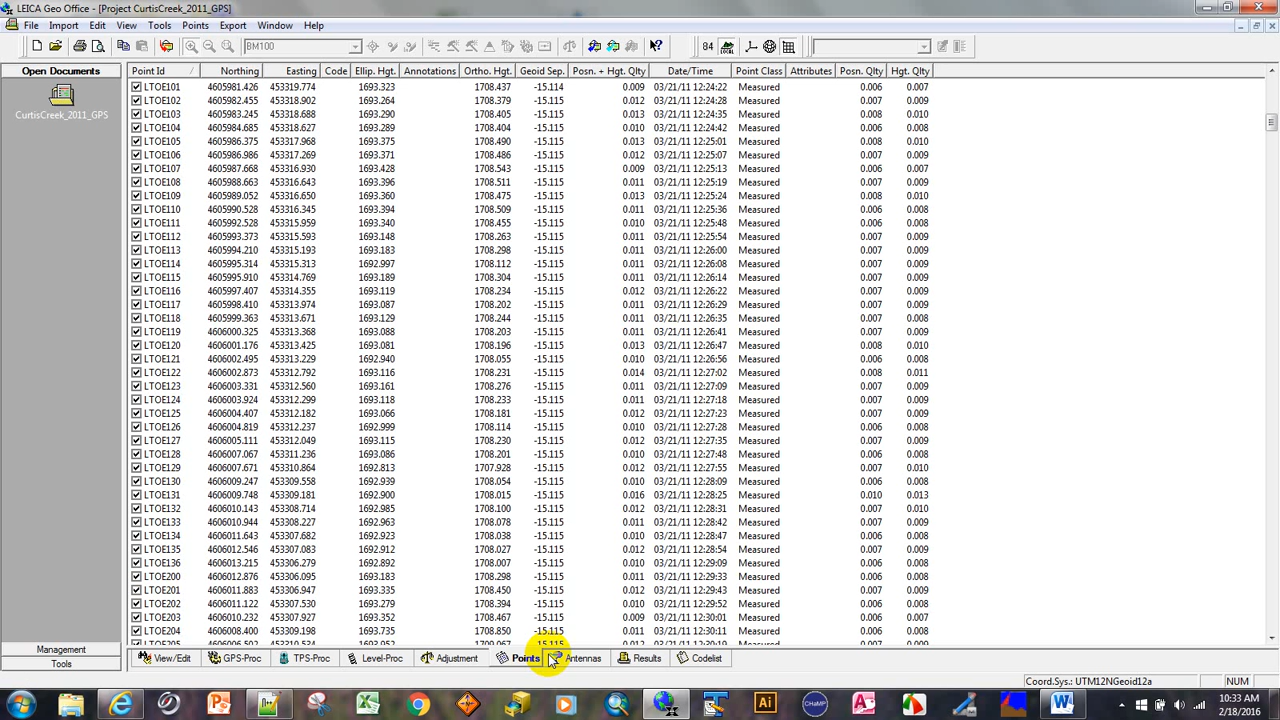 LEICA Geo Office - [Project CurtisCreek_2011_GPS]
File Import Edit View Tools Points Export Window Help
BM100 84
Open Documents Point Id Northing Easting Code Ellip. Hgt. Annotations Ortho. Hgt. Geoid Sep. Posn. + Hgt. Qlty Date/Time Point Class Attributes Posn. Qlty Hgt. Qlty
CurtisCreek_2011_GPS
LTOE101 4605981.426 453319.774 1693.323 1708.437 -15.114 0.009 03/21/11 12:24:22 Measured 0.006 0.007
LTOE102 4605982.451 453318.902 1693.264 1708.379 -15.115 0.012 03/21/11 12:24:28 Measured 0.007 0.009
LTOE103 4605983.245 453318.688 1693.290 1708.405 -15.115 0.013 03/21/11 12:24:35 Measured 0.008 0.010
LTOE104 4605984.685 453318.627 1693.289 1708.404 -15.115 0.010 03/21/11 12:24:42 Measured 0.006 0.008
LTOE105 4605986.375 453317.968 1693.375 1708.490 -15.115 0.012 03/21/11 12:25:01 Measured 0.008 0.010
LTOE106 4605986.986 453317.269 1693.371 1708.486 -15.115 0.012 03/21/11 12:25:07 Measured 0.007 0.009
LTOE107 4605987.668 453316.930 1693.428 1708.543 -15.115 0.009 03/21/11 12:25:13 Measured 0.006 0.007
LTOE108 4605988.663 453316.643 1693.396 1708.511 -15.115 0.011 03/21/11 12:25:19 Measured 0.007 0.009
LTOE109 4605989.052 453316.650 1693.360 1708.475 -15.115 0.013 03/21/11 12:25:24 Measured 0.008 0.010
LTOE110 4605990.528 453316.345 1693.394 1708.509 -15.115 0.011 03/21/11 12:25:36 Measured 0.006 0.008
LTOE111 4605992.528 453315.959 1693.340 1708.455 -15.115 0.010 03/21/11 12:25:48 Measured 0.006 0.008
LTOE112 4605993.373 453315.593 1693.148 1708.263 -15.115 0.011 03/21/11 12:25:54 Measured 0.007 0.009
LTOE113 4605994.210 453315.193 1693.183 1708.298 -15.115 0.011 03/21/11 12:26:00 Measured 0.007 0.009
LTOE114 4605995.314 453315.313 1692.997 1708.112 -15.115 0.011 03/21/11 12:26:08 Measured 0.006 0.009
LTOE115 4605995.910 453314.769 1693.189 1708.304 -15.115 0.011 03/21/11 12:26:14 Measured 0.006 0.008
LTOE116 4605997.407 453314.355 1693.119 1708.234 -15.115 0.012 03/21/11 12:26:22 Measured 0.007 0.009
LTOE117 4605998.410 453313.974 1693.087 1708.202 -15.115 0.011 03/21/11 12:26:29 Measured 0.007 0.009
LTOE118 4605999.363 453313.671 1693.129 1708.244 -15.115 0.011 03/21/11 12:26:35 Measured 0.006 0.009
LTOE119 4606000.325 453313.368 1693.088 1708.203 -15.115 0.011 03/21/11 12:26:41 Measured 0.007 0.009
LTOE120 4606001.176 453313.425 1693.081 1708.196 -15.115 0.013 03/21/11 12:26:47 Measured 0.008 0.010
LTOE121 4606002.495 453313.229 1692.940 1708.055 -15.115 0.010 03/21/11 12:26:56 Measured 0.006 0.008
LTOE122 4606002.873 453312.792 1693.116 1708.231 -15.115 0.014 03/21/11 12:27:02 Measured 0.008 0.011
LTOE123 4606003.331 453312.560 1693.161 1708.276 -15.115 0.011 03/21/11 12:27:09 Measured 0.007 0.009
LTOE124 4606003.924 453312.299 1693.118 1708.233 -15.115 0.011 03/21/11 12:27:18 Measured 0.007 0.009
LTOE125 4606004.407 453312.182 1693.066 1708.181 -15.115 0.012 03/21/11 12:27:23 Measured 0.007 0.009
LTOE126 4606004.819 453312.237 1692.999 1708.114 -15.115 0.010 03/21/11 12:27:28 Measured 0.006 0.008
LTOE127 4606005.111 453312.049 1693.115 1708.230 -15.115 0.012 03/21/11 12:27:35 Measured 0.007 0.009
LTOE128 4606007.067 453311.236 1693.086 1708.201 -15.115 0.010 03/21/11 12:27:48 Measured 0.006 0.008
LTOE129 4606007.671 453310.864 1692.813 1707.928 -15.115 0.012 03/21/11 12:27:55 Measured 0.007 0.010
LTOE130 4606009.247 453309.558 1692.939 1708.054 -15.115 0.010 03/21/11 12:28:09 Measured 0.006 0.008
LTOE131 4606009.748 453309.181 1692.900 1708.015 -15.115 0.016 03/21/11 12:28:25 Measured 0.010 0.013
LTOE132 4606010.143 453308.714 1692.985 1708.100 -15.115 0.012 03/21/11 12:28:31 Measured 0.007 0.010
LTOE133 4606010.944 453308.227 1692.963 1708.078 -15.115 0.011 03/21/11 12:28:42 Measured 0.007 0.009
LTOE134 4606011.643 453307.682 1692.923 1708.038 -15.115 0.010 03/21/11 12:28:47 Measured 0.006 0.008
LTOE135 4606012.546 453307.083 1692.912 1708.027 -15.115 0.012 03/21/11 12:28:54 Measured 0.007 0.009
LTOE136 4606013.215 453306.279 1692.892 1708.007 -15.115 0.010 03/21/11 12:29:09 Measured 0.006 0.008
LTOE200 4606012.876 453306.095 1693.183 1708.298 -15.115 0.011 03/21/11 12:29:33 Measured 0.006 0.008
LTOE201 4606011.883 453306.947 1693.335 1708.450 -15.115 0.012 03/21/11 12:29:43 Measured 0.007 0.009
LTOE202 4606011.122 453307.530 1693.279 1708.394 -15.115 0.010 03/21/11 12:29:52 Measured 0.006 0.008
LTOE203 4606010.232 453307.927 1693.352 1708.467 -15.115 0.009 03/21/11 12:30:01 Measured 0.006 0.008
LTOE204 4606008.400 453309.198 1693.735 1708.850 -15.115 0.011 03/21/11 12:30:11 Measured 0.006 0.008
Management
Tools
View/Edit GPS-Proc TPS-Proc Level-Proc Adjustment Points Antennas Results Codelist
Coord.Sys.: UTM12NGeoid12a NUM
CHaMP
10:33 AM
2/18/2016